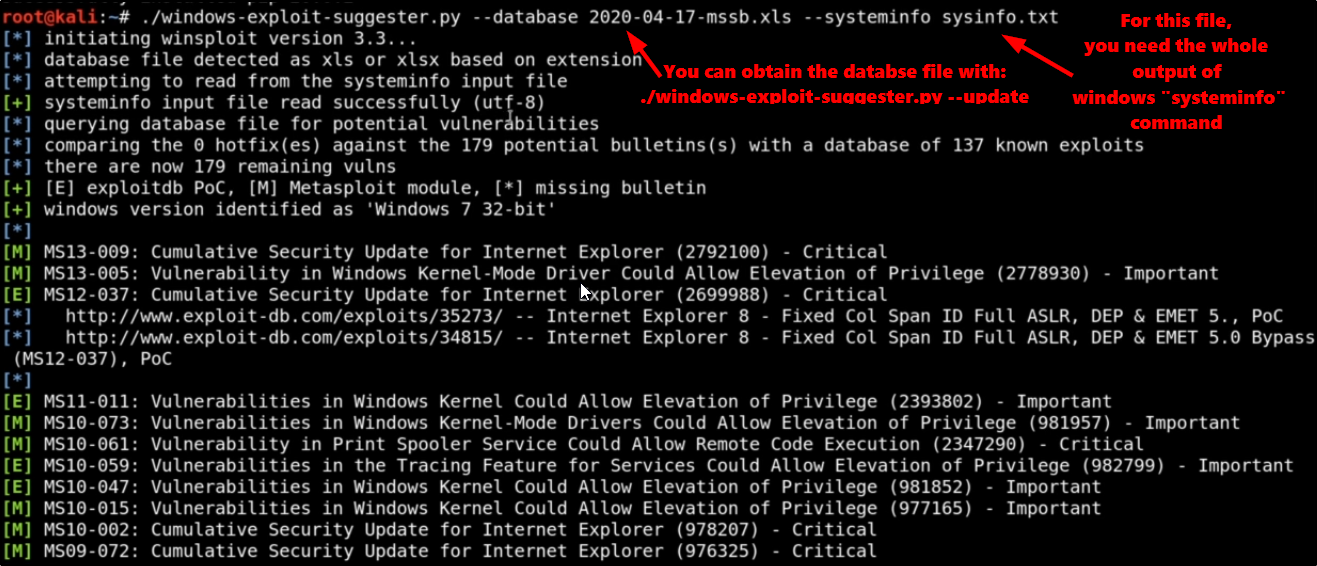 root@kali:~# ./windows-exploit-suggester.py --database 2020-04-17-mssb.xls --systeminfo sysinfo.txt
[*] initiating winsploit version 3.3...
[*] database file detected as xls or xlsx based on extension
[*] attempting to read from the systeminfo input file
[+] systeminfo input file read successfully (utf-8)
[*] querying database file for potential vulnerabilities
[*] comparing the 0 hotfix(es) against the 179 potential bulletins(s) with a database of 137 known exploits
[*] there are now 179 remaining vulns
[+] [E] exploitdb PoC, [M] Metasploit module, [*] missing bulletin
[+] windows version identified as 'Windows 7 32-bit'
[*]
[M] MS13-009: Cumulative Security Update for Internet Explorer (2792100) - Critical
[M] MS13-005: Vulnerability in Windows Kernel-Mode Driver Could Allow Elevation of Privilege (2778930) - Important
[E] MS12-037: Cumulative Security Update for Internet Explorer (2699988) - Critical
[*]   http://www.exploit-db.com/exploits/35273/ -- Internet Explorer 8 - Fixed Col Span ID Full ASLR, DEP & EMET 5., PoC
[*]   http://www.exploit-db.com/exploits/34815/ -- Internet Explorer 8 - Fixed Col Span ID Full ASLR, DEP & EMET 5.0 Bypass
(MS12-037), PoC
[*]
[E] MS11-011: Vulnerabilities in Windows Kernel Could Allow Elevation of Privilege (2393802) - Important
[M] MS10-073: Vulnerabilities in Windows Kernel-Mode Drivers Could Allow Elevation of Privilege (981957) - Important
[M] MS10-061: Vulnerability in Print Spooler Service Could Allow Remote Code Execution (2347290) - Critical
[E] MS10-059: Vulnerabilities in the Tracing Feature for Services Could Allow Elevation of Privilege (982799) - Important
[E] MS10-047: Vulnerabilities in Windows Kernel Could Allow Elevation of Privilege (981852) - Important
[M] MS10-015: Vulnerabilities in Windows Kernel Could Allow Elevation of Privilege (977165) - Important
[M] MS10-002: Cumulative Security Update for Internet Explorer (978207) - Critical
[M] MS09-072: Cumulative Security Update for Internet Explorer (976325) - Critical
You can obtain the databse file with:
./windows-exploit-suggester.py --update
For this file,
you need the whole
output of
windows ¨systeminfo¨
command